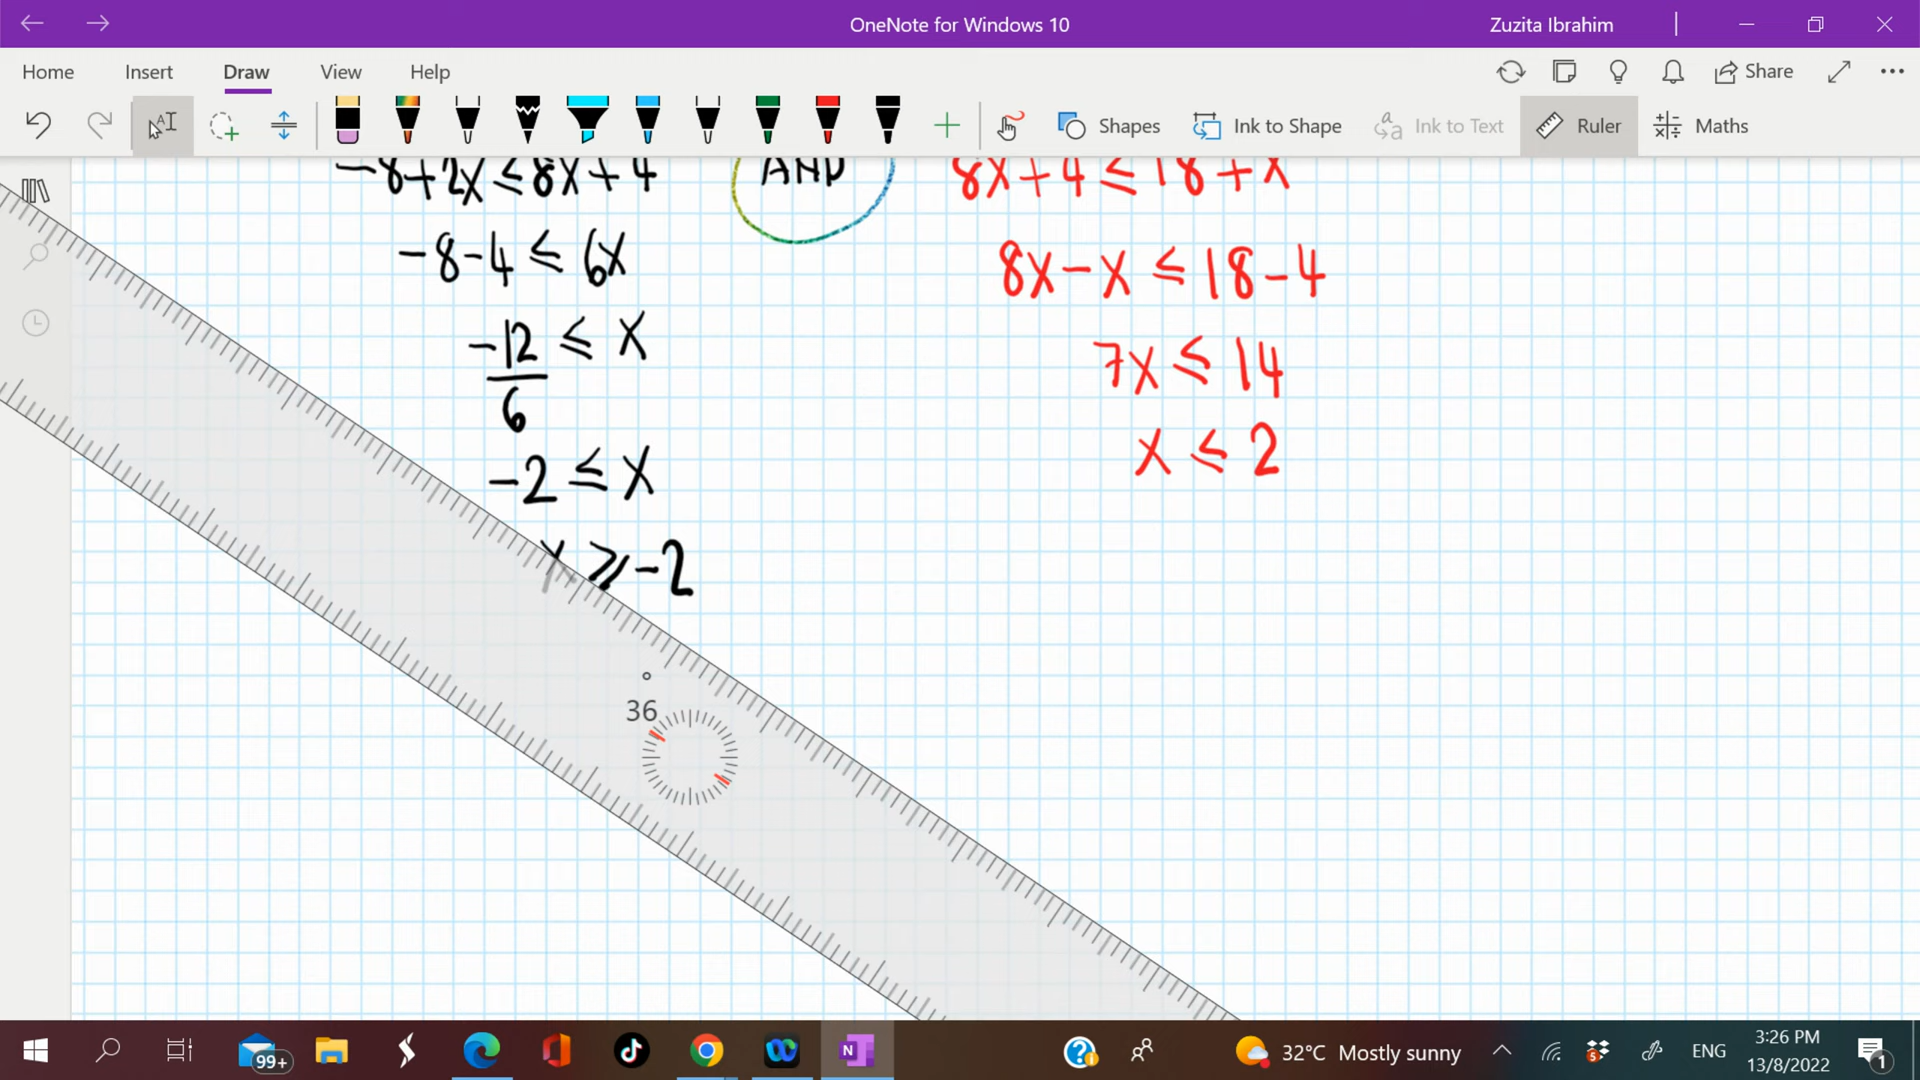 OneNote for Windows 10
Zuzita Ibrahim
Home Insert Draw View Help
Share
Shapes Ink to Shape Ink to Text Ruler Maths
-8+2x ≤ 8x+4
AND
8x+4 ≤ 18+x
-8-4 ≤ 6x
8x-x ≤ 18-4
-12 ≤ x
6
7x ≤ 14
-2 ≤ x
x ≤ 2
x ≥ -2
°
36
99+
32°C Mostly sunny
ENG
3:26 PM
13/8/2022
5
1